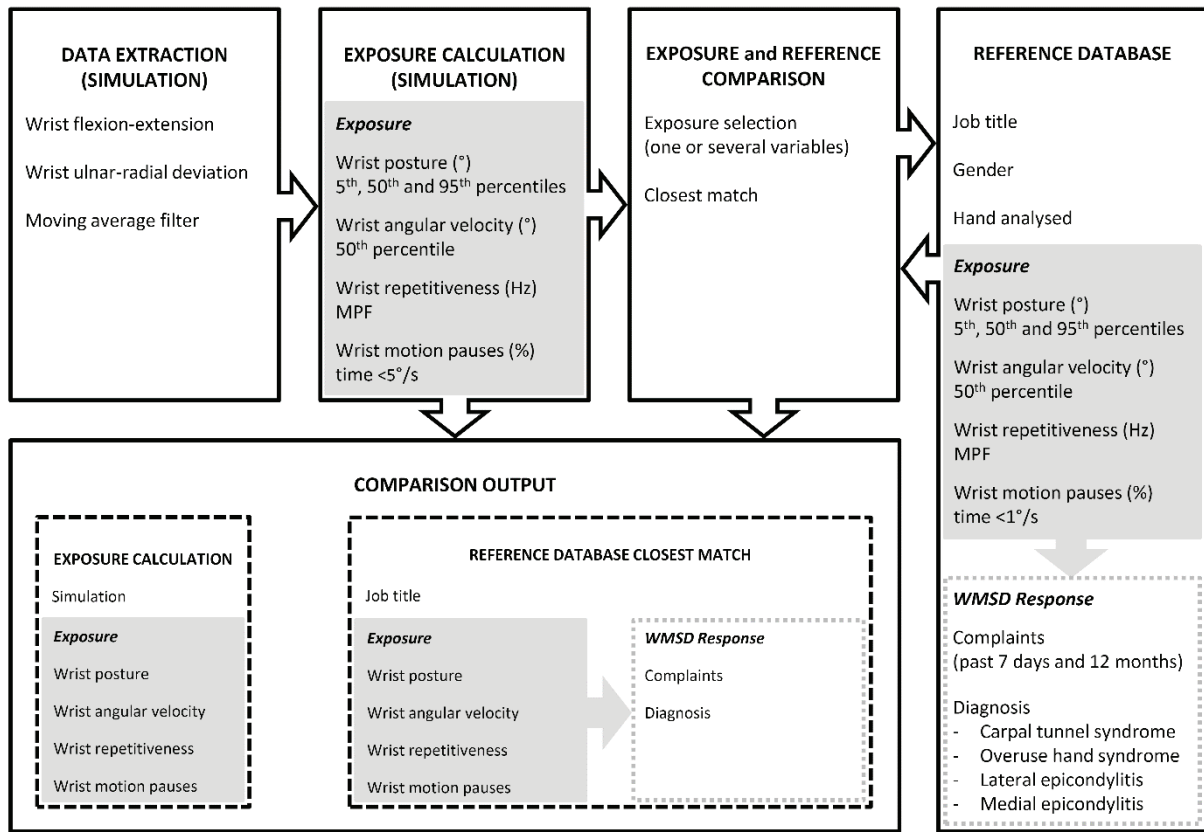 DATA EXTRACTION
(SIMULATION)
Wrist flexion-extension
Wrist ulnar-radial deviation
Moving average filter
EXPOSURE CALCULATION
(SIMULATION)
Exposure
Wrist posture (°)
5th, 50th and 95th percentiles
Wrist angular velocity (°)
50th percentile
Wrist repetitiveness (Hz)
MPF
Wrist motion pauses (%)
time <5°/s
EXPOSURE and REFERENCE
COMPARISON
Exposure selection
(one or several variables)
Closest match
REFERENCE DATABASE
Job title
Gender
Hand analysed
Exposure
Wrist posture (°)
5th, 50th and 95th percentiles
Wrist angular velocity (°)
50th percentile
Wrist repetitiveness (Hz)
MPF
Wrist motion pauses (%)
time <1°/s
WMSD Response
Complaints
(past 7 days and 12 months)
Diagnosis
- Carpal tunnel syndrome
- Overuse hand syndrome
- Lateral epicondylitis
- Medial epicondylitis
COMPARISON OUTPUT
EXPOSURE CALCULATION
Simulation
Exposure
Wrist posture
Wrist angular velocity
Wrist repetitiveness
Wrist motion pauses
REFERENCE DATABASE CLOSEST MATCH
Job title
Exposure
Wrist posture
Wrist angular velocity
Wrist repetitiveness
Wrist motion pauses
WMSD Response
Complaints
Diagnosis